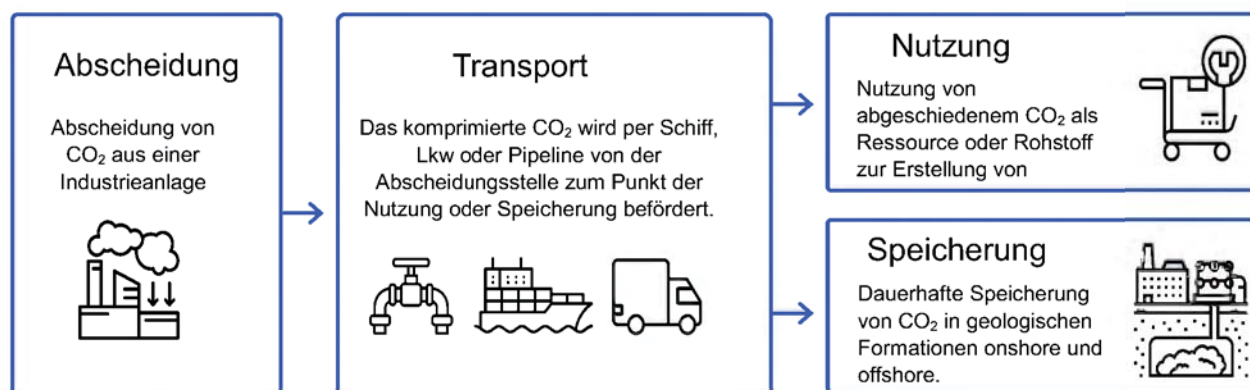 Abscheidung
Abscheidung von
CO₂ aus einer
Industrieanlage
Transport
Das komprimierte CO₂ wird per Schiff,
Lkw oder Pipeline von der
Abscheidungsstelle zum Punkt der
Nutzung oder Speicherung befördert.
Nutzung
Nutzung von
abgeschiedenem CO₂ als
Ressource oder Rohstoff
zur Erstellung von
Speicherung
Dauerhafte Speicherung
von CO₂ in geologischen
Formationen onshore und
offshore.